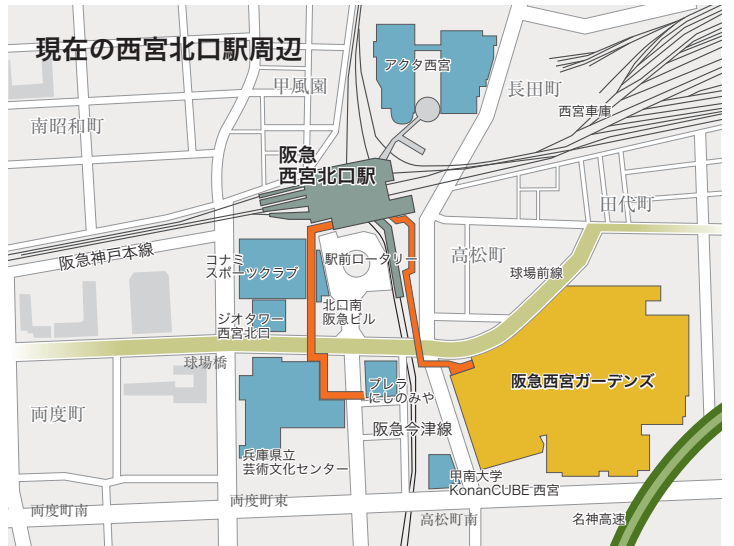 現在の西宮北口駅周辺
アクタ西宮
甲風園
長田町
西宮車庫
南昭和町
阪急
西宮北口駅
田代町
阪急神戸本線
コナミ
スポーツクラブ
駅前ロータリー
高松町
球場前線
北口南
阪急ビル
ジオタワー
西宮北口
球場橋
プレラ
にしのみや
阪急西宮ガーデンズ
両度町
阪急今津線
兵庫県立
芸術文化センター
甲南大学
KonanCUBE 西宮
両度町南
両度町東
高松町南
名神高速